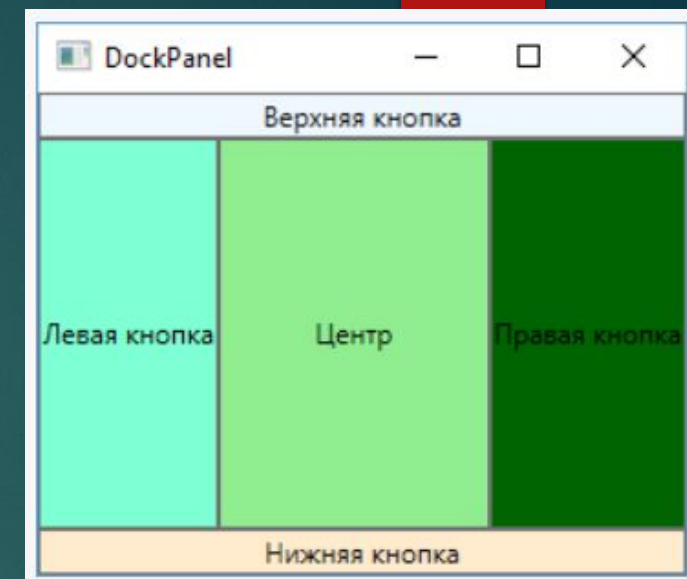 DockPanel
Верхняя кнопка
Левая кнопка Центр Правая кнопка
Нижняя кнопка